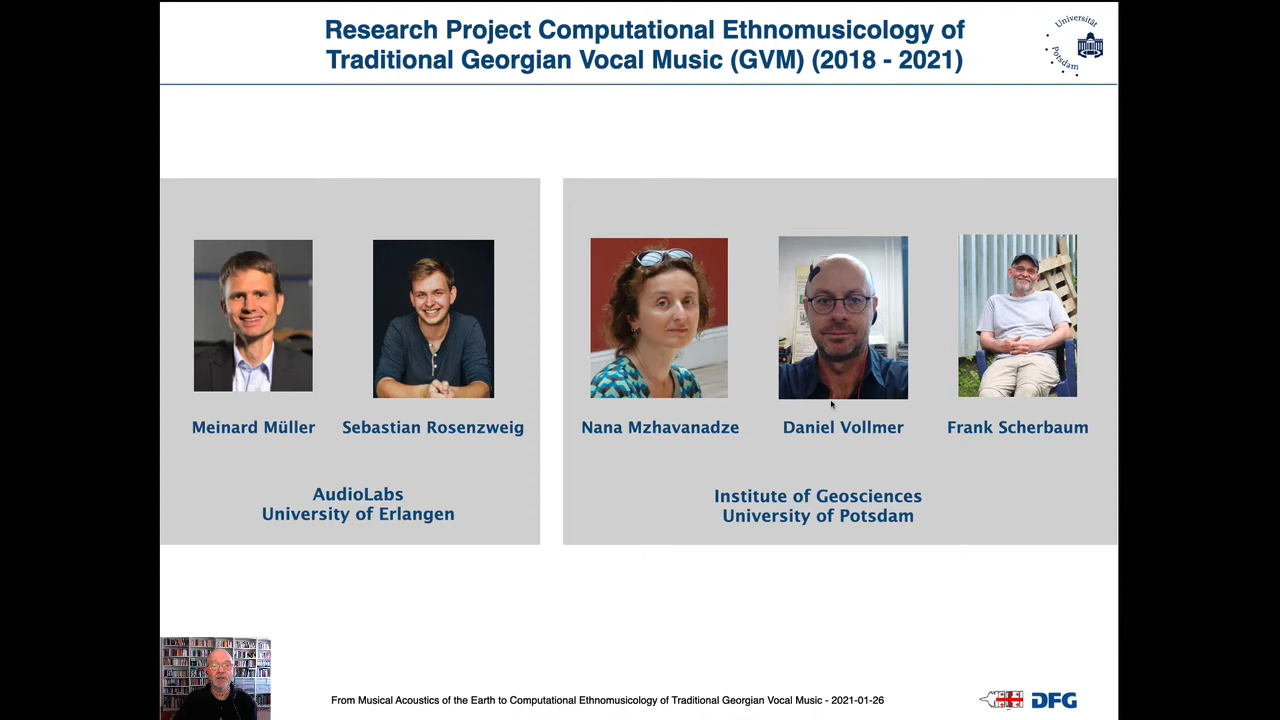 Research Project Computational Ethnomusicology of
Traditional Georgian Vocal Music (GVM) (2018 - 2021)
Universität
Potsdam
Meinard Müller
Sebastian Rosenzweig
Nana Mzhavanadze
Daniel Vollmer
Frank Scherbaum
AudioLabs
University of Erlangen
Institute of Geosciences
University of Potsdam
From Musical Acoustics of the Earth to Computational Ethnomusicology of Traditional Georgian Vocal Music - 2021-01-26
DFG